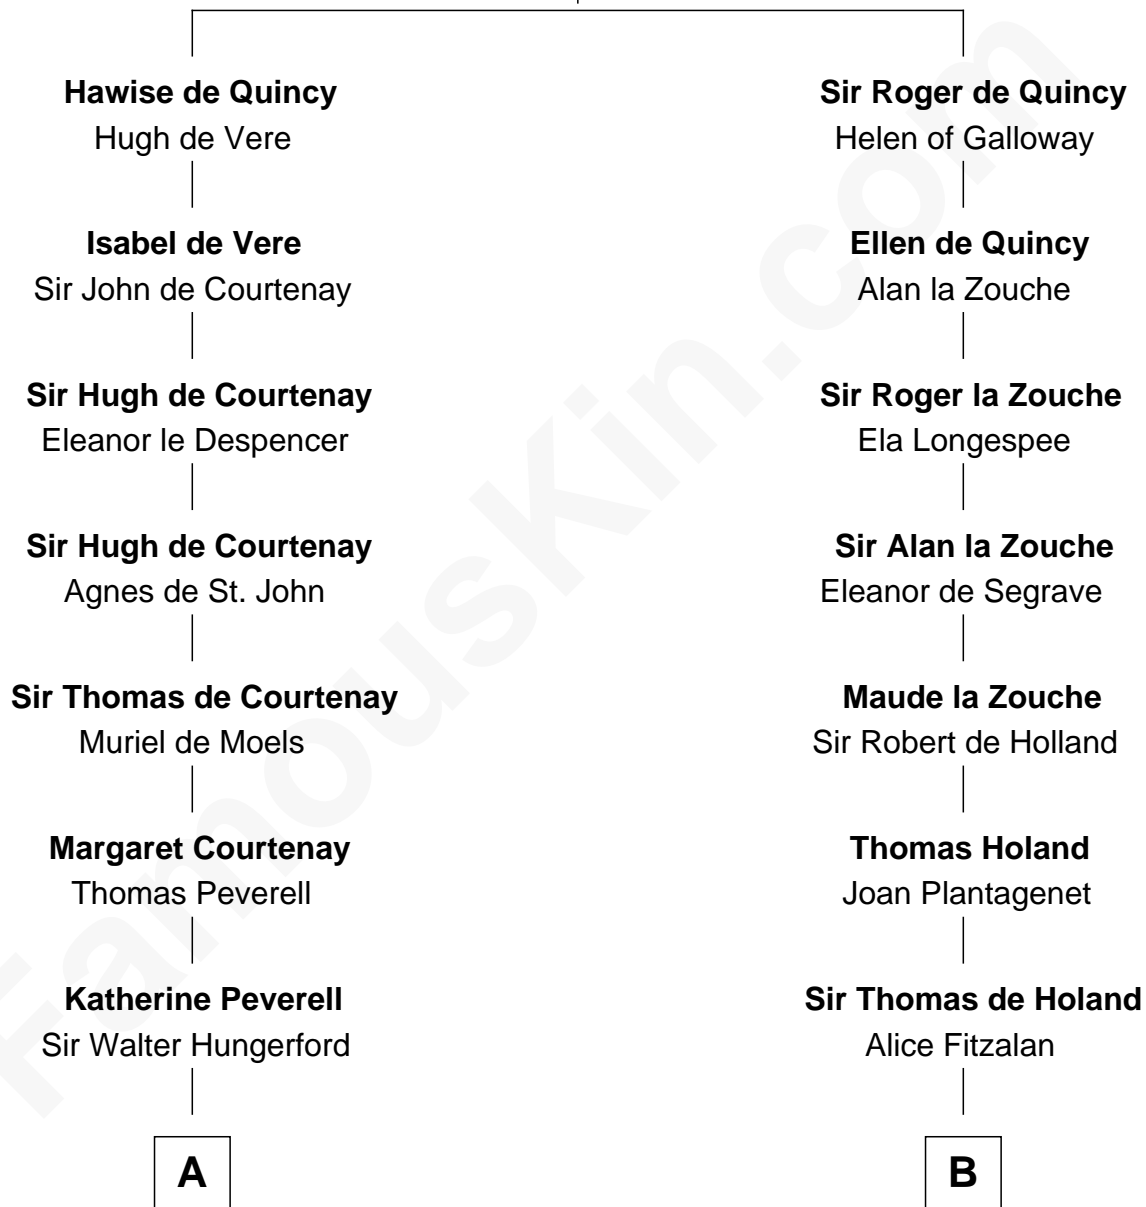 Hawise de Quincy
Hugh de Vere
Isabel de Vere
Sir John de Courtenay
Sir Hugh de Courtenay
Eleanor le Despencer
Sir Hugh de Courtenay
Agnes de St. John
Sir Thomas de Courtenay
Muriel de Moels
Margaret Courtenay
Thomas Peverell
Katherine Peverell
Sir Walter Hungerford
A
Sir Roger de Quincy
Helen of Galloway
Ellen de Quincy
Alan la Zouche
Sir Roger la Zouche
Ela Longespee
Sir Alan la Zouche
Eleanor de Segrave
Maude la Zouche
Sir Robert de Holland
Thomas Holand
Joan Plantagenet
Sir Thomas de Holand
Alice Fitzalan
B
FamousKin.com